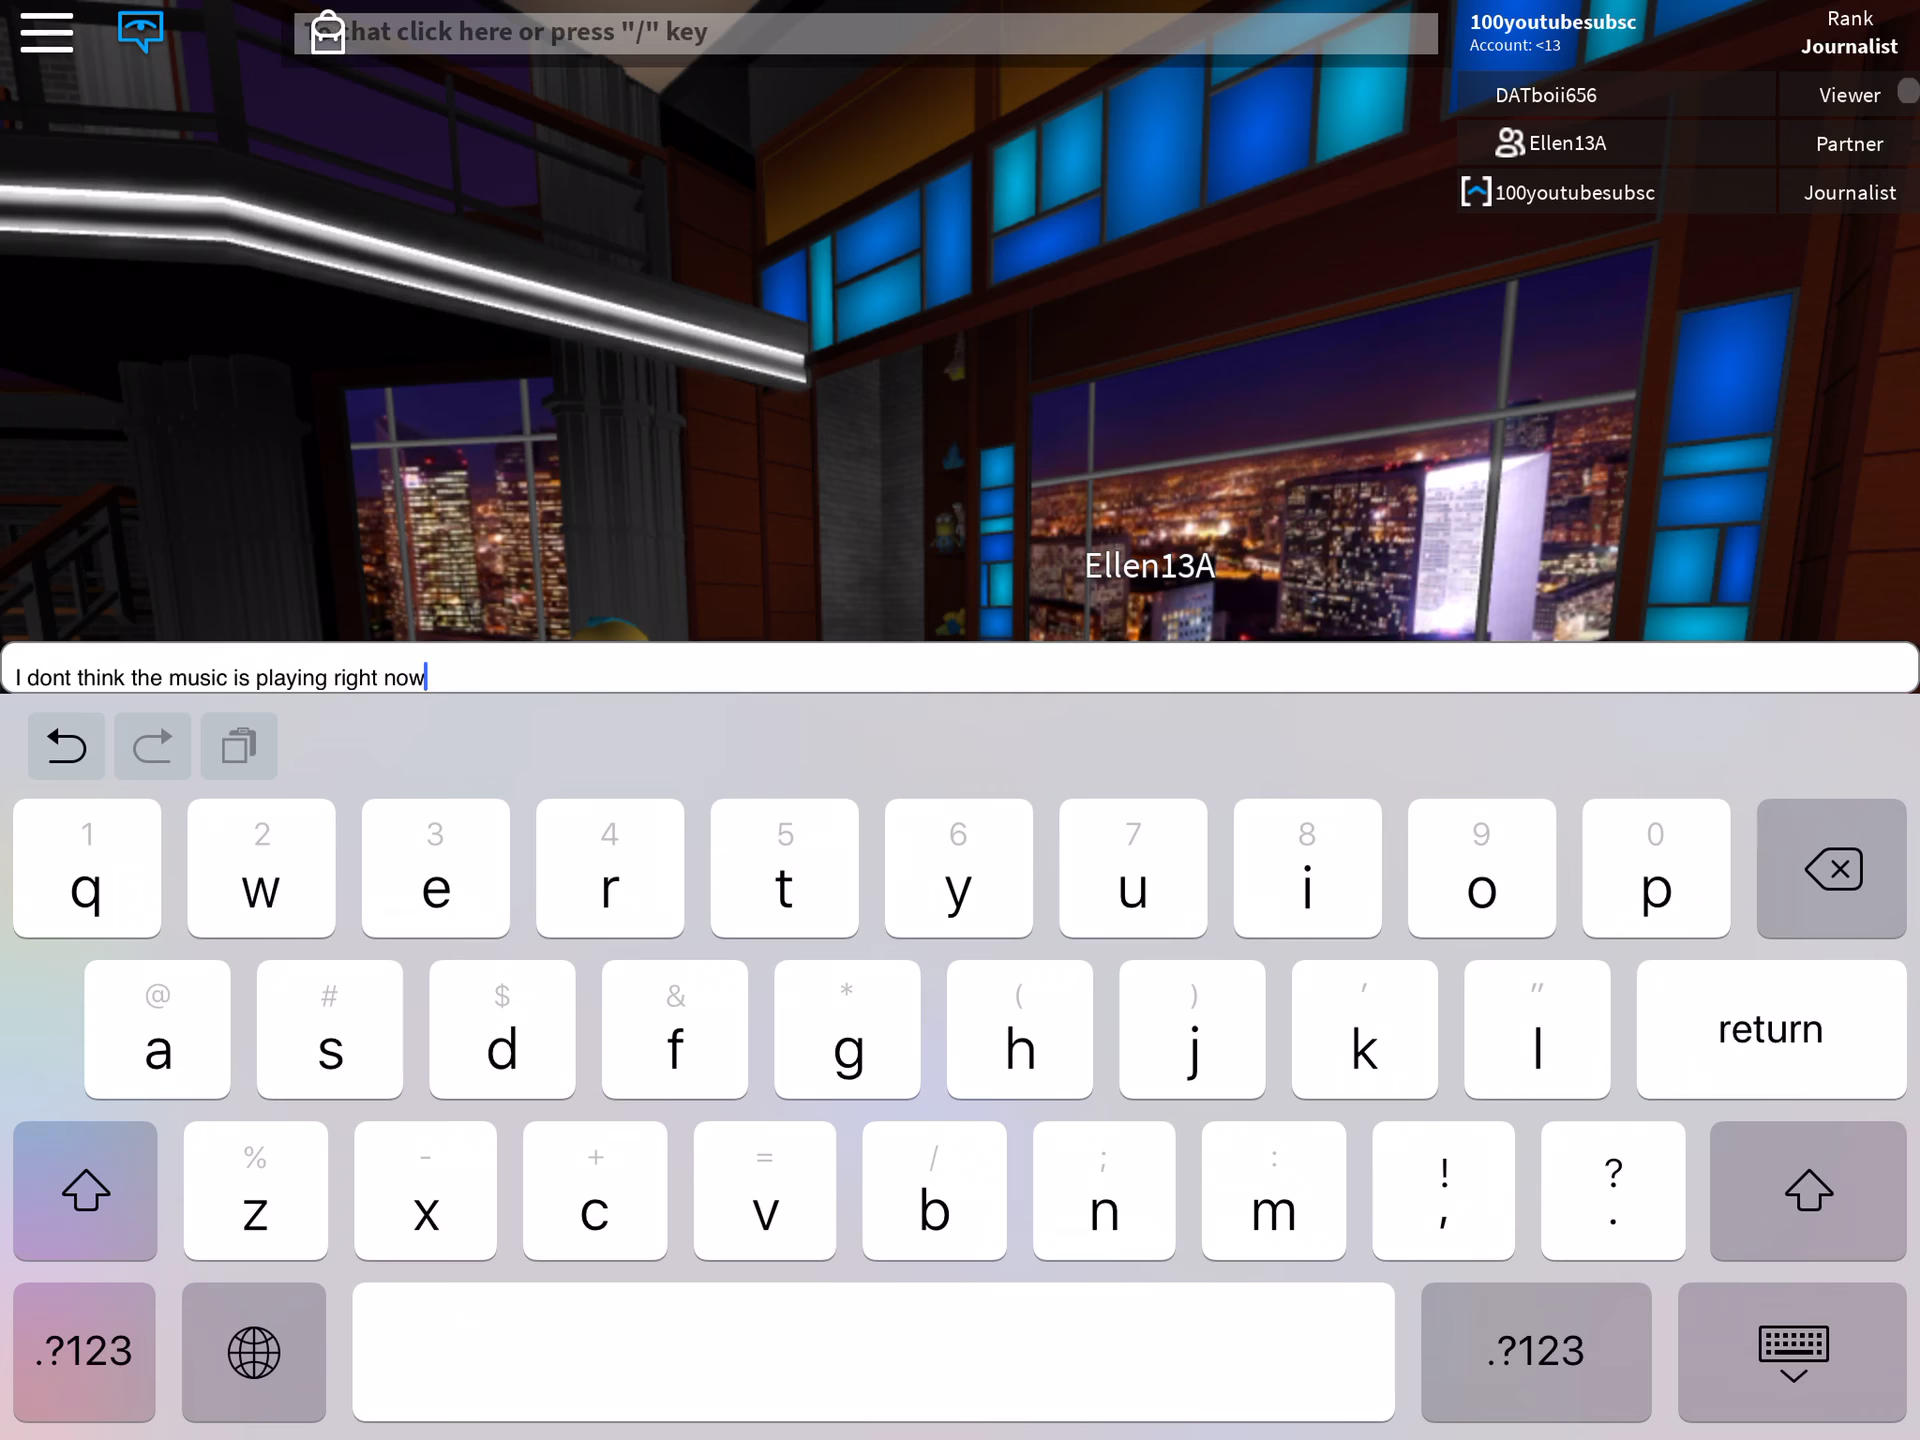 To chat click here or press "/" key
100youtubesubsc
Account: <13
Rank
Journalist
DATboii656 Viewer
Ellen13A Partner
100youtubesubsc Journalist
Ellen13A
I dont think the music is playing right now
1 2 3 4 5 6 7 8 9 0
q w e r t y u i o p
@ # $ & * ( ) ' "
a s d f g h j k l return
% - + = / ; : ! ?
z x c v b n m , .
.?123 .?123